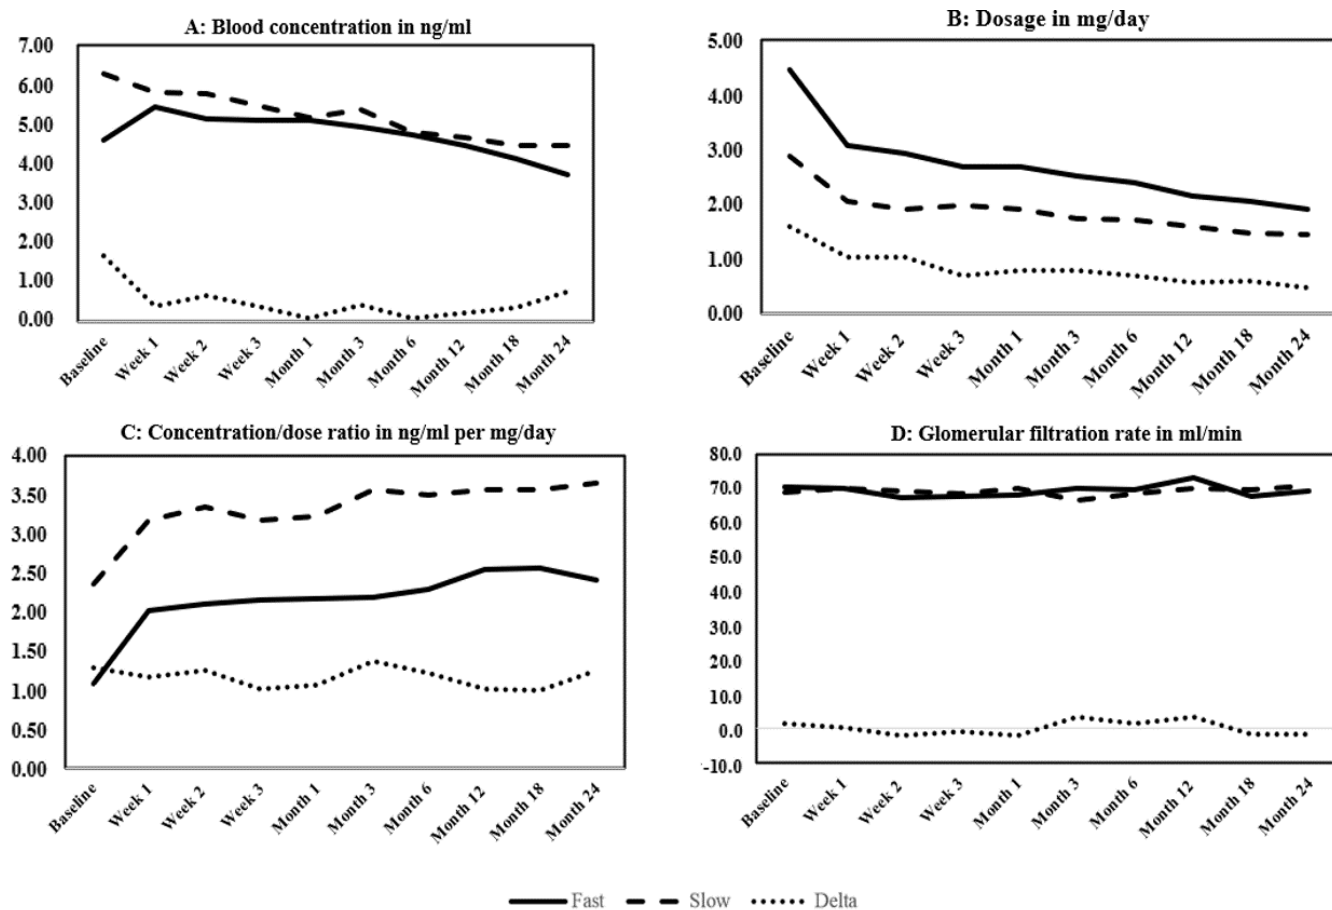 A: Blood concentration in ng/ml
7.00
6.00
5.00
4.00
3.00
2.00
1.00
0.00
Baseline
Week 1
Week 2
Week 3
Month 1
Month 3
Month 6
Month 12
Month 18
Month 24
B: Dosage in mg/day
5.00
4.00
3.00
2.00
1.00
0.00
Baseline
Week 1
Week 2
Week 3
Month 1
Month 3
Month 6
Month 12
Month 18
Month 24
C: Concentration/dose ratio in ng/ml per mg/day
4.00
3.50
3.00
2.50
2.00
1.50
1.00
0.50
0.00
Baseline
Week 1
Week 2
Week 3
Month 1
Month 3
Month 6
Month 12
Month 18
Month 24
D: Glomerular filtration rate in ml/min
80.0
70.0
60.0
50.0
40.0
30.0
20.0
10.0
0.0
-10.0
Baseline
Week 1
Week 2
Week 3
Month 1
Month 3
Month 6
Month 12
Month 18
Month 24
Fast Slow Delta